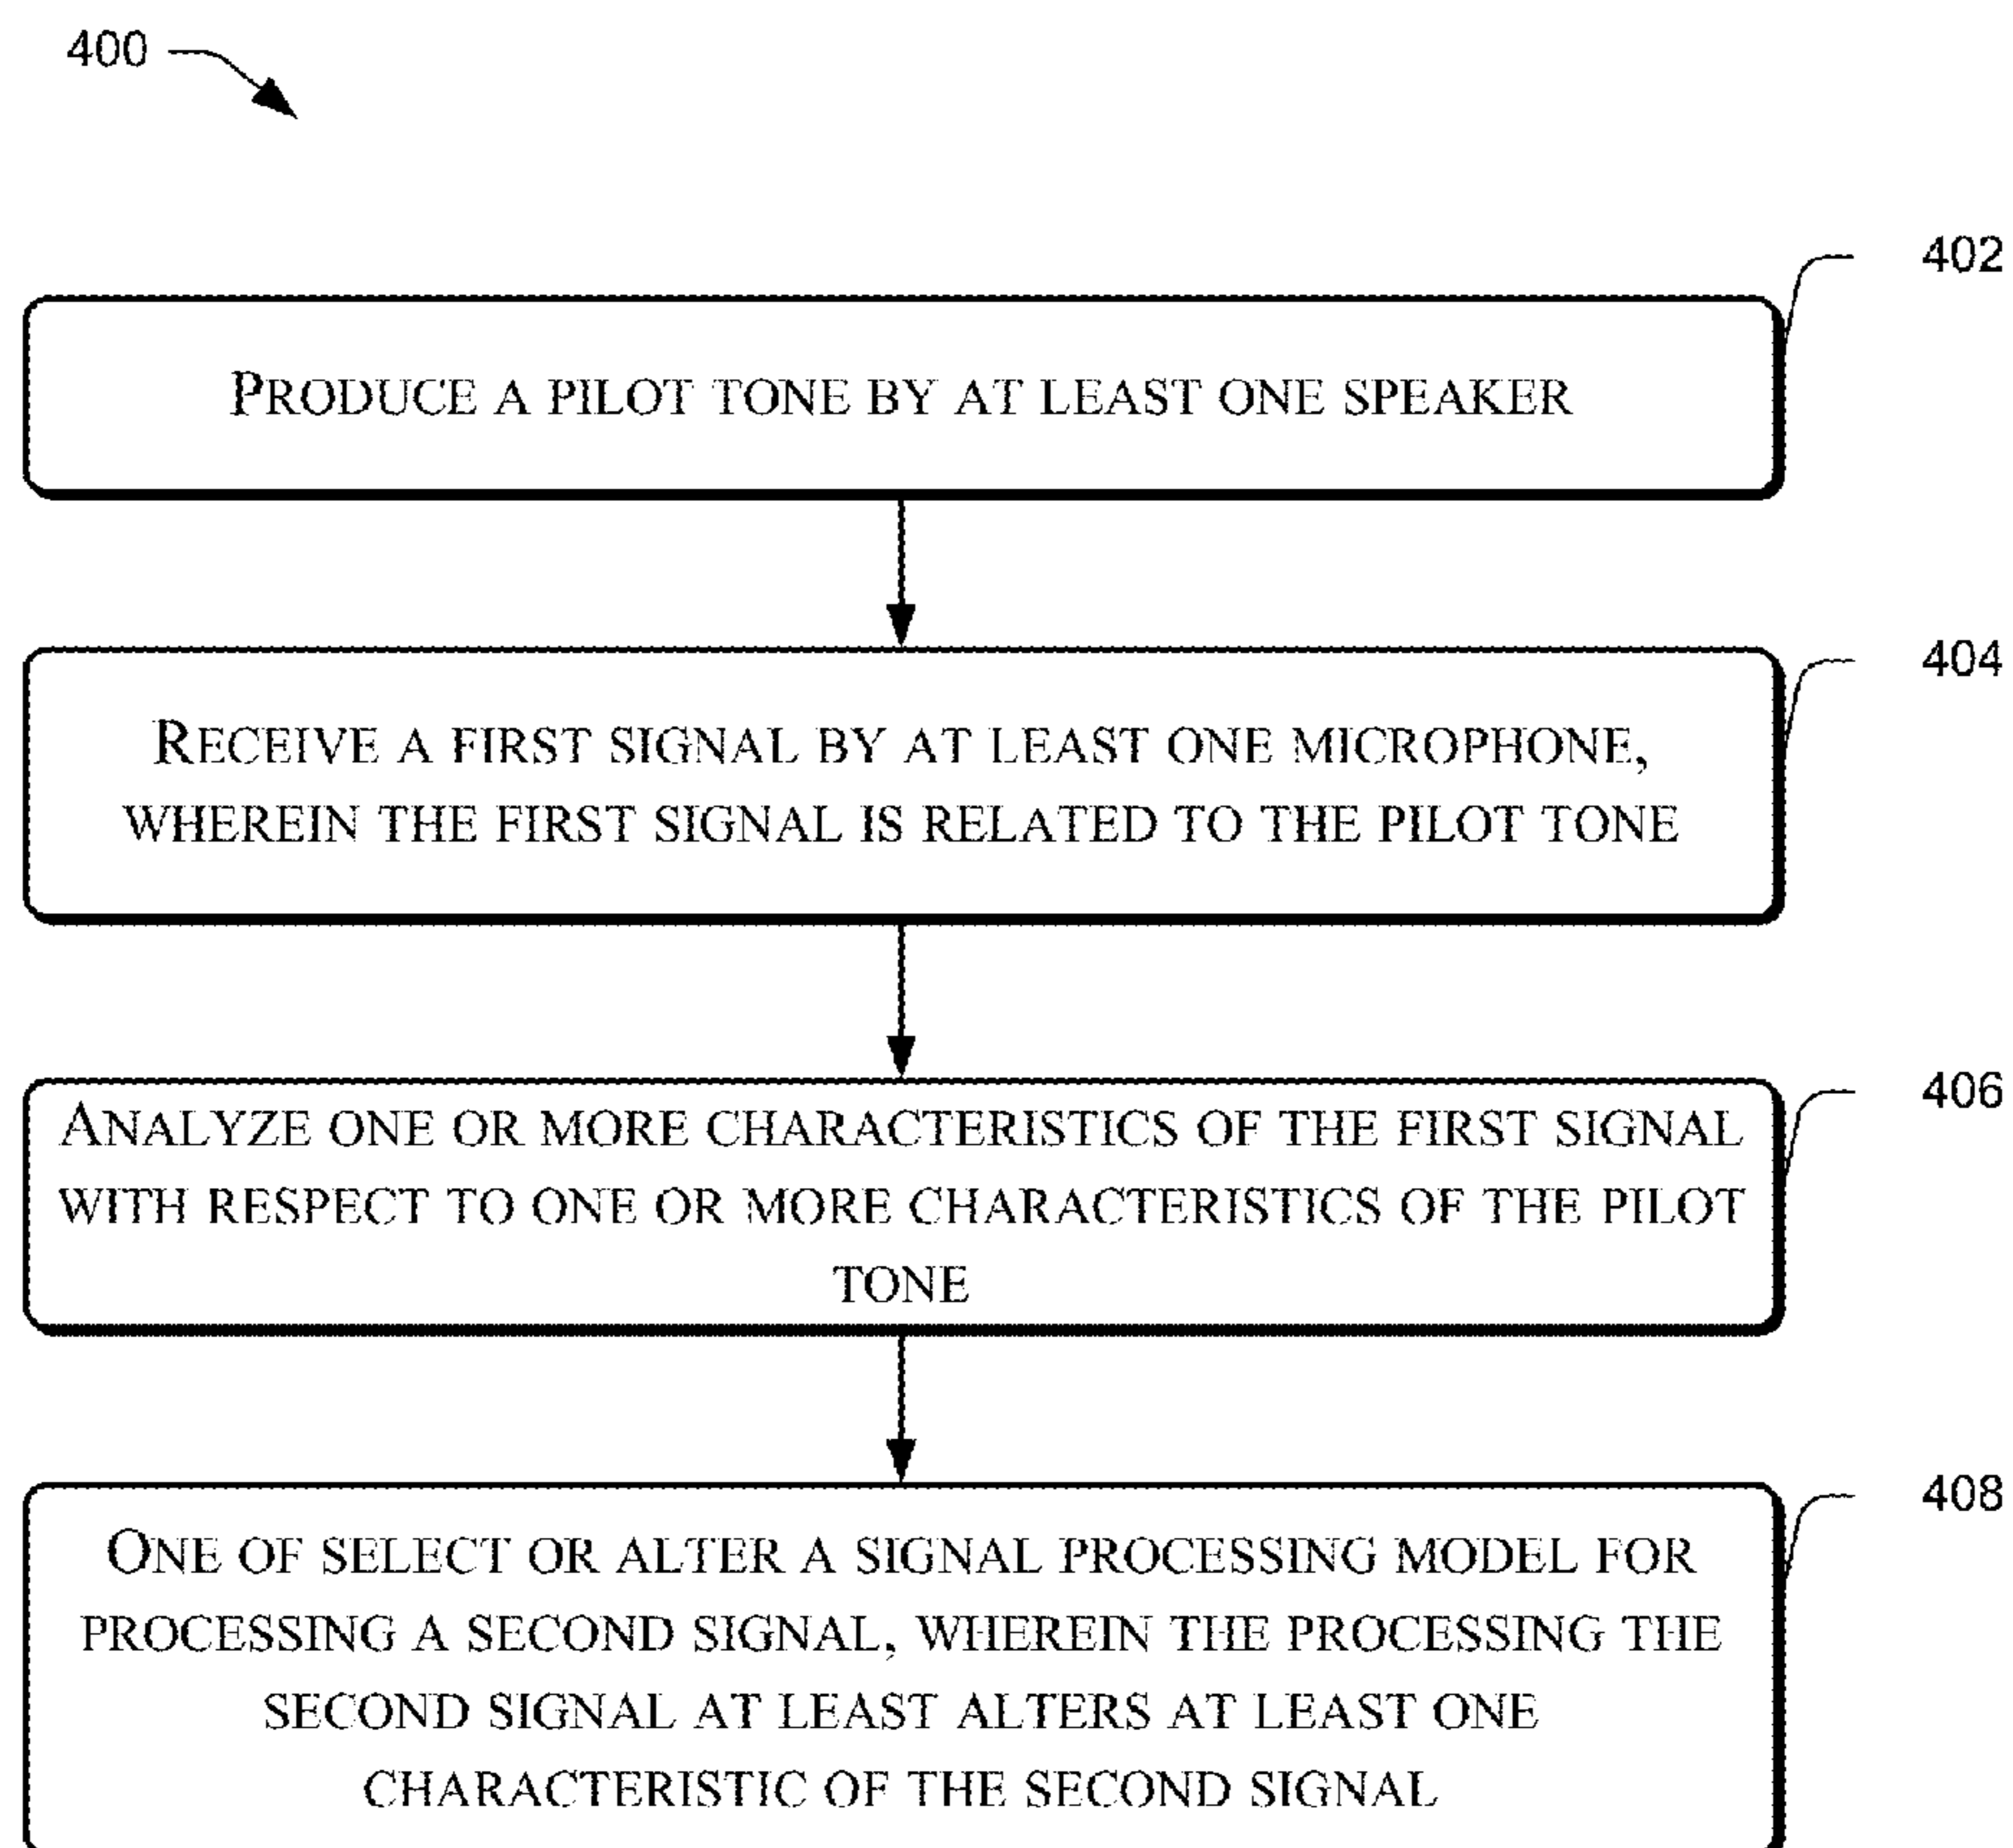 400
402
PRODUCE A PILOT TONE BY AT LEAST ONE SPEAKER
404
RECEIVE A FIRST SIGNAL BY AT LEAST ONE MICROPHONE,
WHEREIN THE FIRST SIGNAL IS RELATED TO THE PILOT TONE
406
ANALYZE ONE OR MORE CHARACTERISTICS OF THE FIRST SIGNAL
WITH RESPECT TO ONE OR MORE CHARACTERISTICS OF THE PILOT
TONE
408
ONE OF SELECT OR ALTER A SIGNAL PROCESSING MODEL FOR
PROCESSING A SECOND SIGNAL, WHEREIN THE PROCESSING THE
SECOND SIGNAL AT LEAST ALTERS AT LEAST ONE
CHARACTERISTIC OF THE SECOND SIGNAL